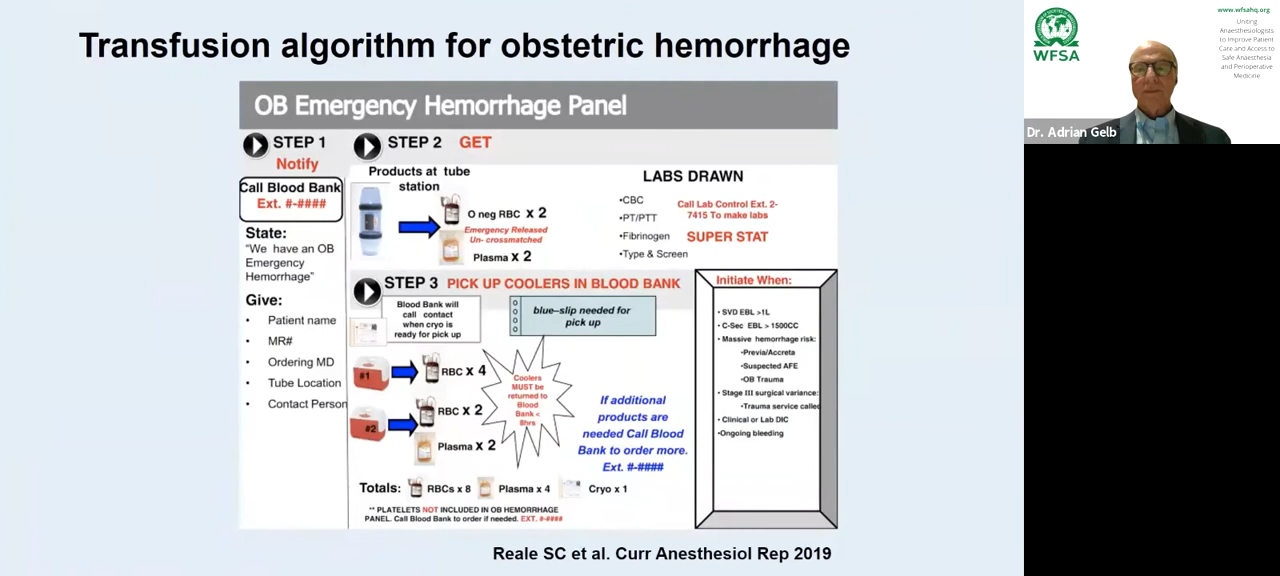 Transfusion algorithm for obstetric hemorrhage
OB Emergency Hemorrhage Panel
STEP 1
Notify
Call Blood Bank
Ext. #-####
State:
"We have an OB
Emergency
Hemorrhage"
Give:
• Patient name
• MR#
• Ordering MD
• Tube Location
• Contact Person
STEP 2 GET
Products at tube
station
O neg RBC x 2
Emergency Released
Un- crossmatched
Plasma x 2
LABS DRAWN
•CBC
•PT/PTT
•Fibrinogen
•Type & Screen
Call Lab Control Ext. 2-
7415 To make labs
SUPER STAT
STEP 3 PICK UP COOLERS IN BLOOD BANK
Blood Bank will
call contact
when cryo is
ready for pick up
blue–slip needed for
pick up
#1
RBC x 4
#2
RBC x 2
Plasma x 2
Coolers
MUST be
returned to
Blood
Bank <
8hrs
If additional
products are
needed Call Blood
Bank to order more.
Ext. #-####
Totals: RBCs x 8 Plasma x 4 Cryo x 1
** PLATELETS NOT INCLUDED IN OB HEMORRHAGE
PANEL. Call Blood Bank to order if needed. EXT. #-####
Initiate When:
• SVD EBL >1L
• C-Sec EBL > 1500CC
• Massive hemorrhage risk:
•Previa/Accreta
•Suspected AFE
•OB Trauma
• Stage III surgical variance:
•Trauma service called
• Clinical or Lab DIC
•Ongoing bleeding
Reale SC et al. Curr Anesthesiol Rep 2019
WFSA
www.wfsahq.org
Uniting
Anaesthesiologists
to Improve Patient
Care and Access to
Safe Anaesthesia
and Perioperative
Medicine
Dr. Adrian Gelb